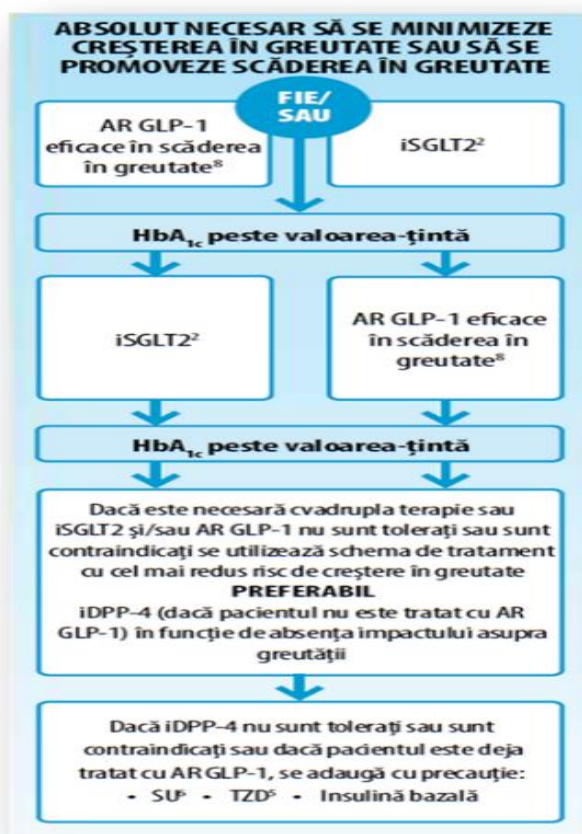 ABSOLUT NECESAR SĂ SE MINIMIZEZE
CREȘTEREA ÎN GREUTATE SAU SĂ SE
PROMOVEZE SCĂDEREA ÎN GREUTATE
FIE/
SAU
AR GLP-1
eficace în scăderea
în greutate⁸
iSGLT2²
HbA₁c peste valoarea-țintă
iSGLT2²
AR GLP-1 eficace
în scăderea în
greutate⁸
HbA₁c peste valoarea-țintă
Dacă este necesară cvadrupla terapie sau
iSGLT2 și/sau AR GLP-1 nu sunt tolerați sau sunt
contraindicați se utilizează schema de tratament
cu cel mai redus risc de creștere în greutate
PREFERABIL
iDPP-4 (dacă pacientul nu este tratat cu AR
GLP-1) în funcție de absența impactului asupra
greutății
Dacă iDPP-4 nu sunt tolerați sau sunt
contraindicați sau dacă pacientul este deja
tratat cu AR GLP-1, se adaugă cu precauție:
• SU⁶ • TZD⁵ • Insulină bazală